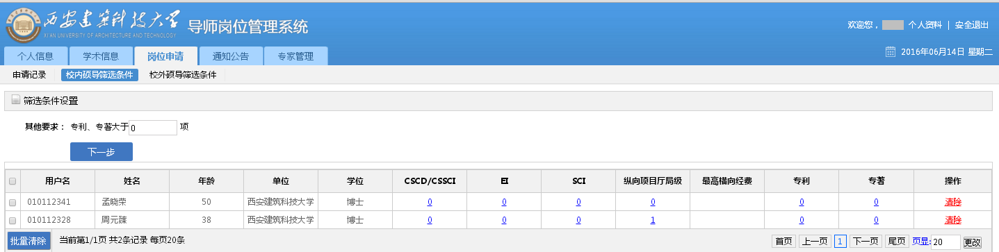 西安建筑科技大学 导师岗位管理系统
XI'AN UNIVERSITY OF ARCHITECTURE AND TECHNOLOGY
欢迎您， 个人资料 | 安全退出
个人信息 学术信息 岗位申请 通知公告 专家管理
2016年06月14日 星期二
申请记录 校内硕导筛选条件 校外硕导筛选条件
筛选条件设置
其他要求： 专利、专著大于 0 项
下一步
用户名 姓名 年龄 单位 学位 CSCD/CSSCI EI SCI 纵向项目厅局级 最高横向经费 专利 专著 操作
010112341 孟晓荣 50 西安建筑科技大学 博士 0 0 0 0 0 0 清除
010112328 周元臻 38 西安建筑科技大学 博士 0 0 0 1 0 0 清除
批量清除 当前第1/1页 共2条记录 每页20条 首页 上一页 1 下一页 尾页 页显: 20 更改